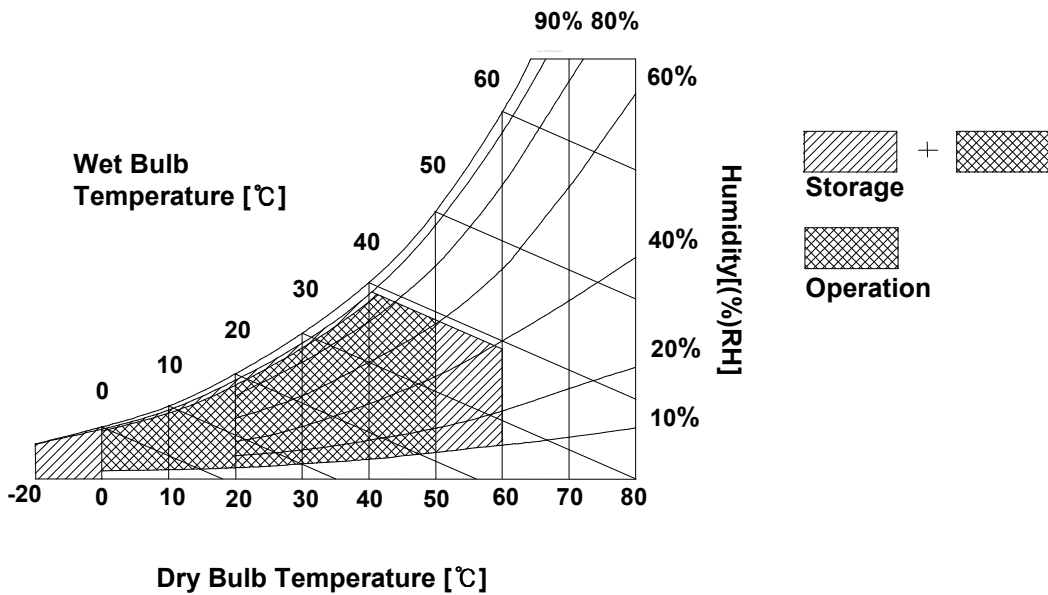 90% 80%
60
60%
50
Wet Bulb
Temperature [℃]
Storage
+
40
40%
Humidity[(%)RH]
Operation
30
20
20%
10
0
10%
-20 0 10 20 30 40 50 60 70 80
Dry Bulb Temperature [℃]